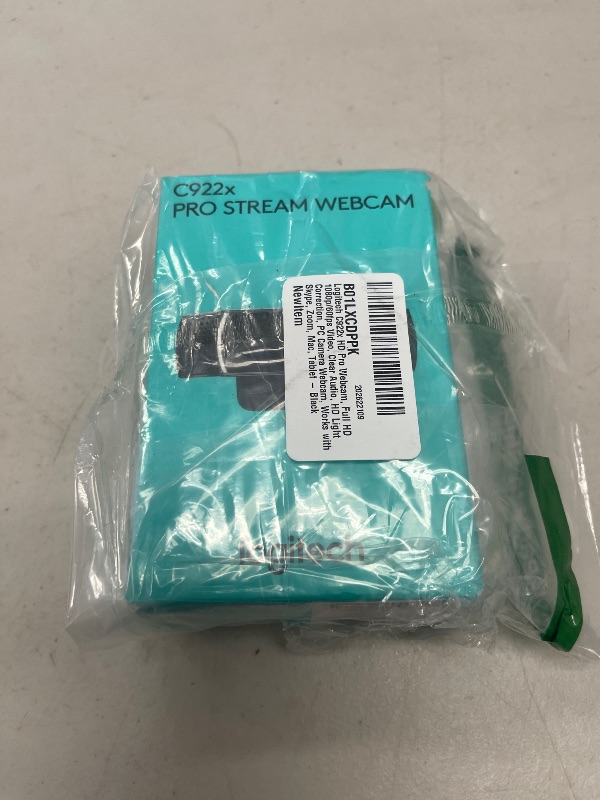 C922x
PRO STREAM WEBCAM
202622109
B01LXCDPPK
Logitech C922x HD Pro Webcam, Full HD
1080p/60fps Video, Clear Audio, HD Light
Correction, PC Camera Webcam, Works with
Skype, Zoom, Mac, Tablet – Black
NewItem
logitech